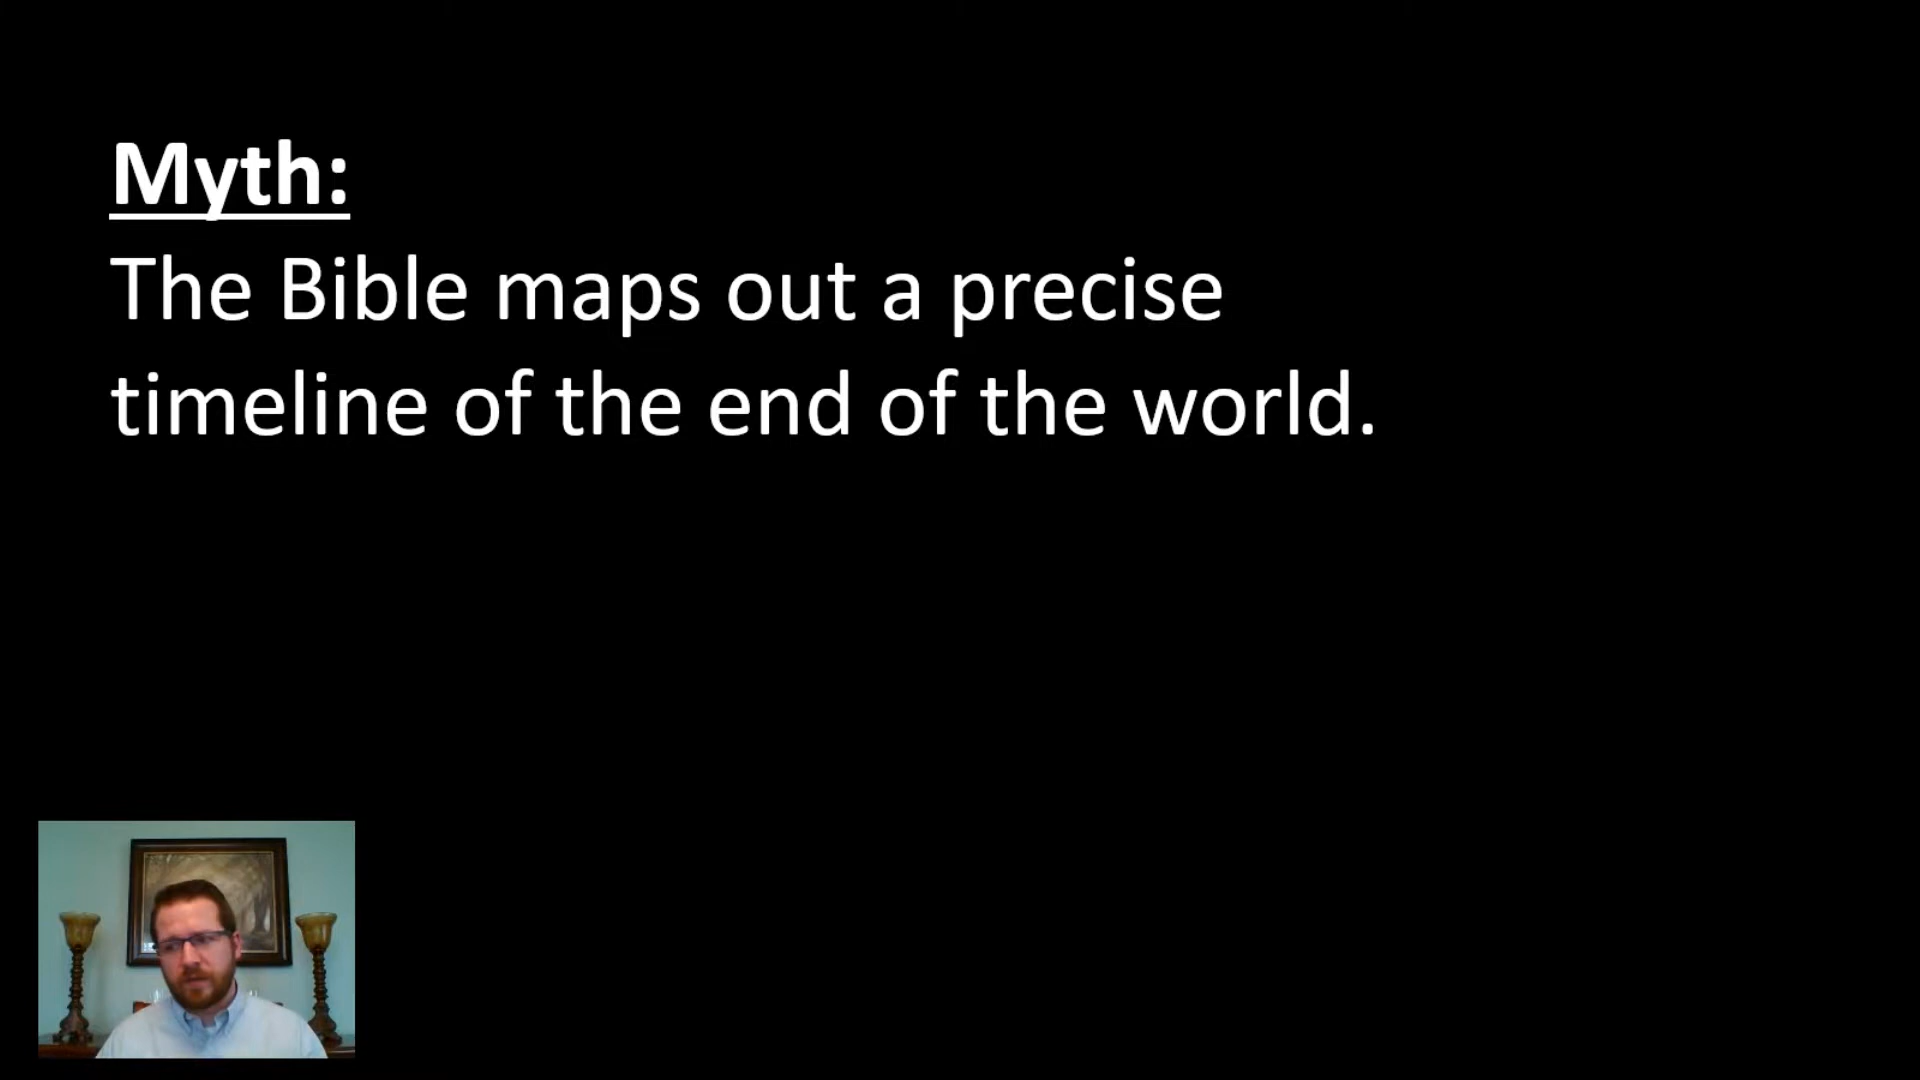 Myth:
The Bible maps out a precise
timeline of the end of the world.